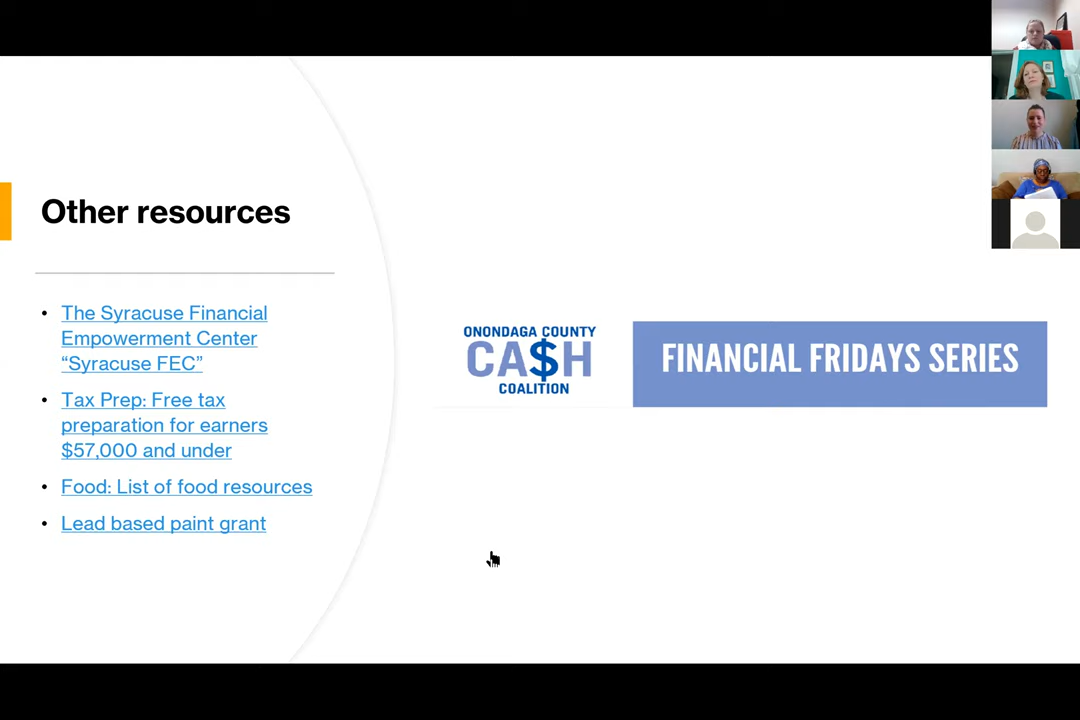 Other resources
• The Syracuse Financial
Empowerment Center
“Syracuse FEC”
• Tax Prep: Free tax
preparation for earners
$57,000 and under
• Food: List of food resources
• Lead based paint grant
ONONDAGA COUNTY
CA$H
COALITION
FINANCIAL FRIDAYS SERIES